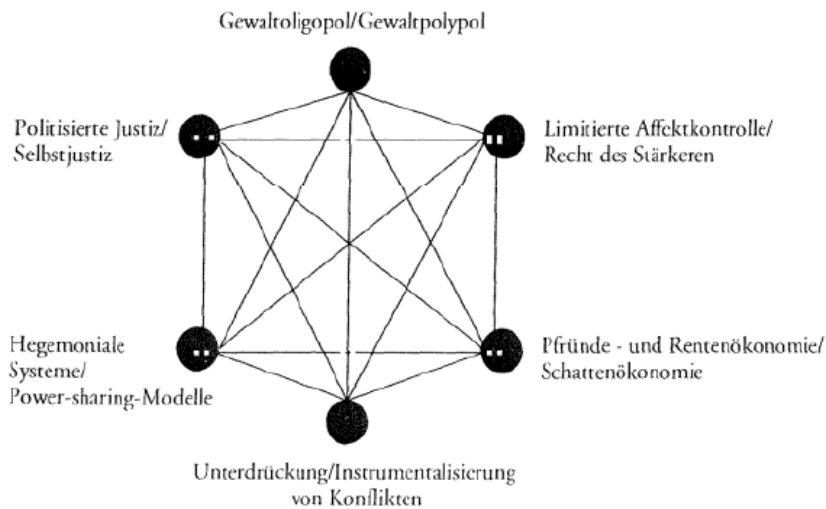 Gewaltoligopol/Gewaltpolypol
Politisierte Justiz/
Selbstjustiz
Limitierte Affektkontrolle/
Recht des Stärkeren
Hegemoniale
Systeme/
Power-sharing-Modelle
Pfründe - und Rentenökonomie/
Schattenökonomie
Unterdrückung/Instrumentalisierung
von Konflikten